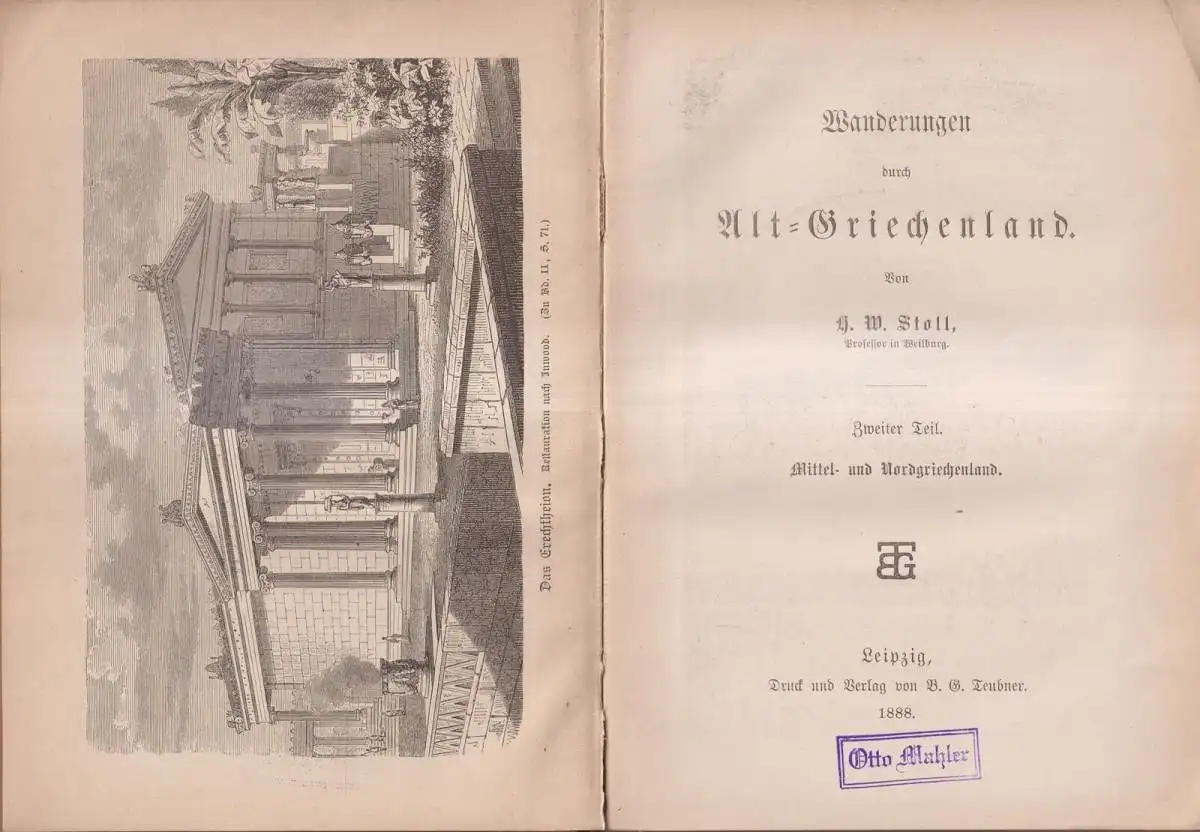 Das Erechtheion. Restauration nach Inwood. (Zu Bd. II, S. 71.)
Wanderungen
durch
Alt-Griechenland.
Von
H. W. Stoll,
Professor in Weilburg.
Zweiter Teil.
Mittel- und Nordgriechenland.
BTG
Leipzig,
Druck und Verlag von B. G. Teubner.
1888.
Otto Mahler